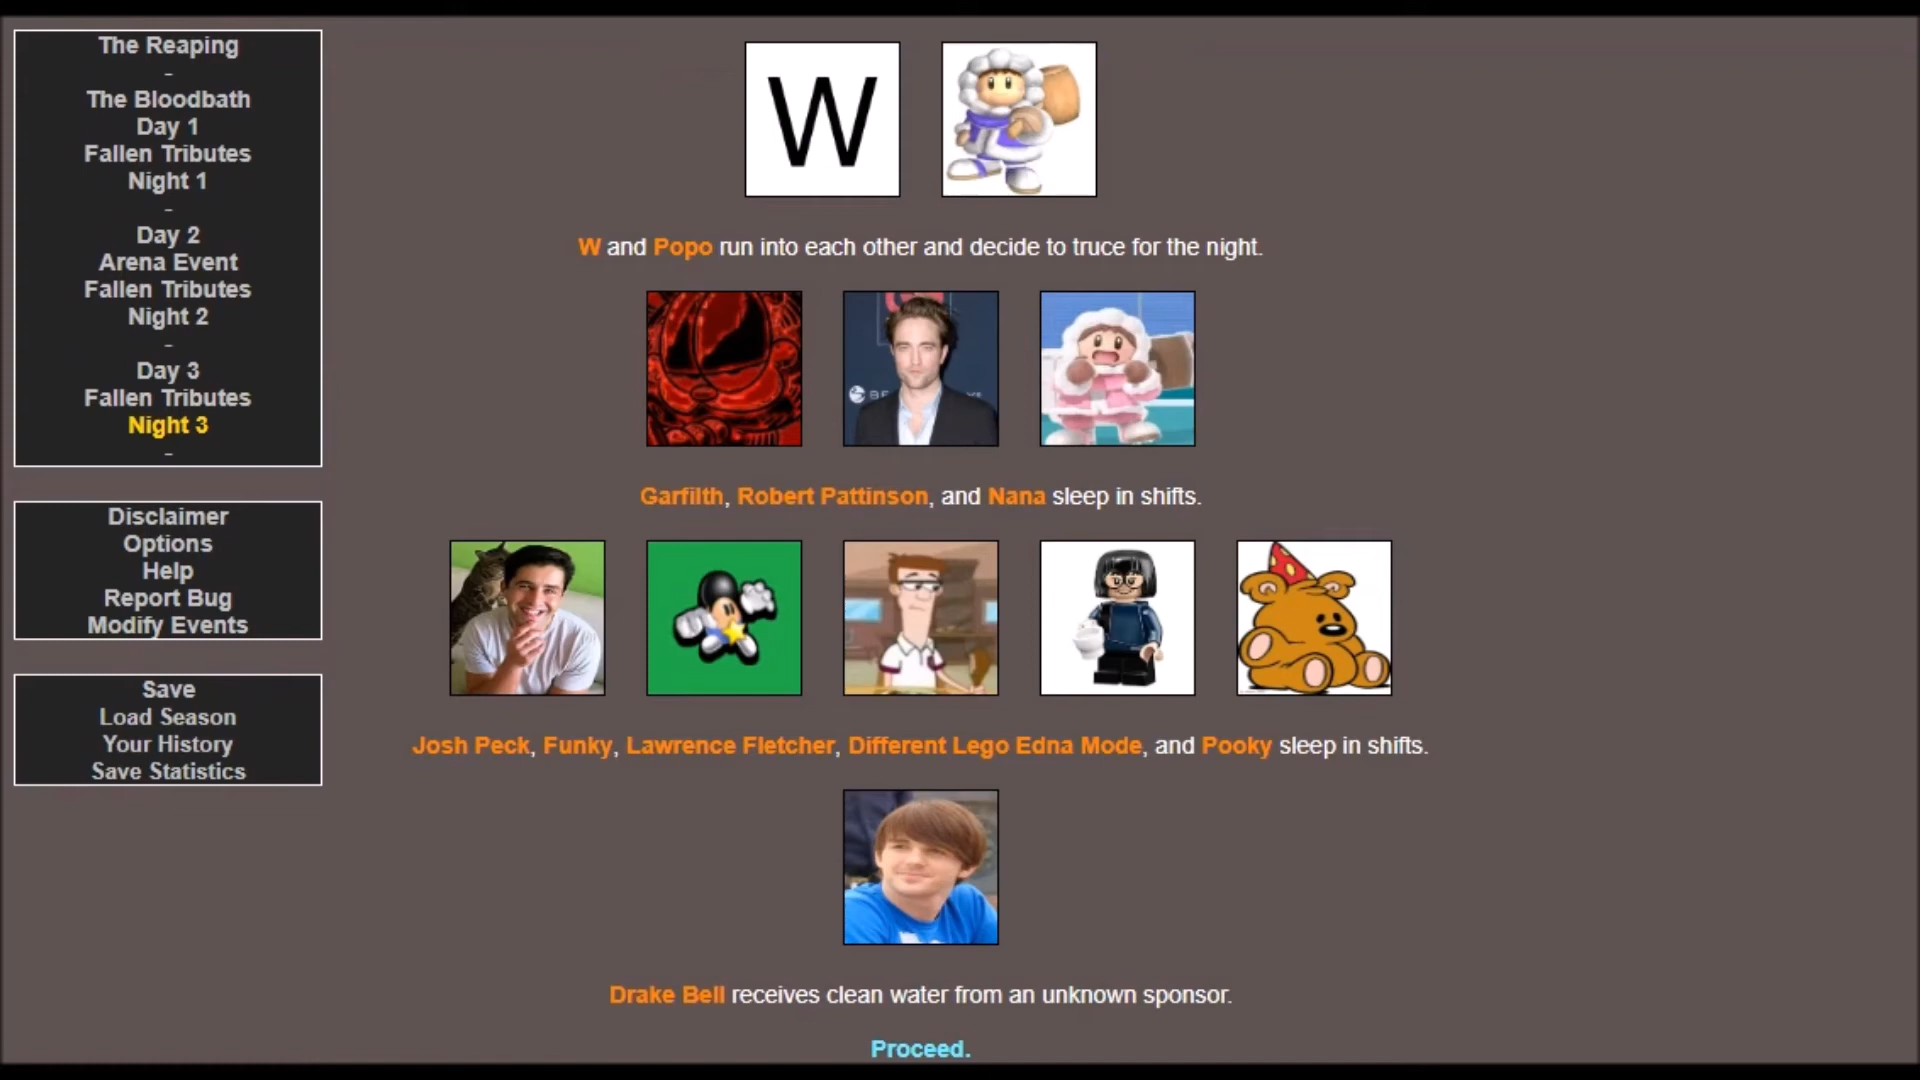 The Reaping
-
The Bloodbath
Day 1
Fallen Tributes
Night 1
-
Day 2
Arena Event
Fallen Tributes
Night 2
-
Day 3
Fallen Tributes
Night 3
-
Disclaimer
Options
Help
Report Bug
Modify Events
Save
Load Season
Your History
Save Statistics
W
W and Popo run into each other and decide to truce for the night.
Garfilth, Robert Pattinson, and Nana sleep in shifts.
Josh Peck, Funky, Lawrence Fletcher, Different Lego Edna Mode, and Pooky sleep in shifts.
Drake Bell receives clean water from an unknown sponsor.
Proceed.